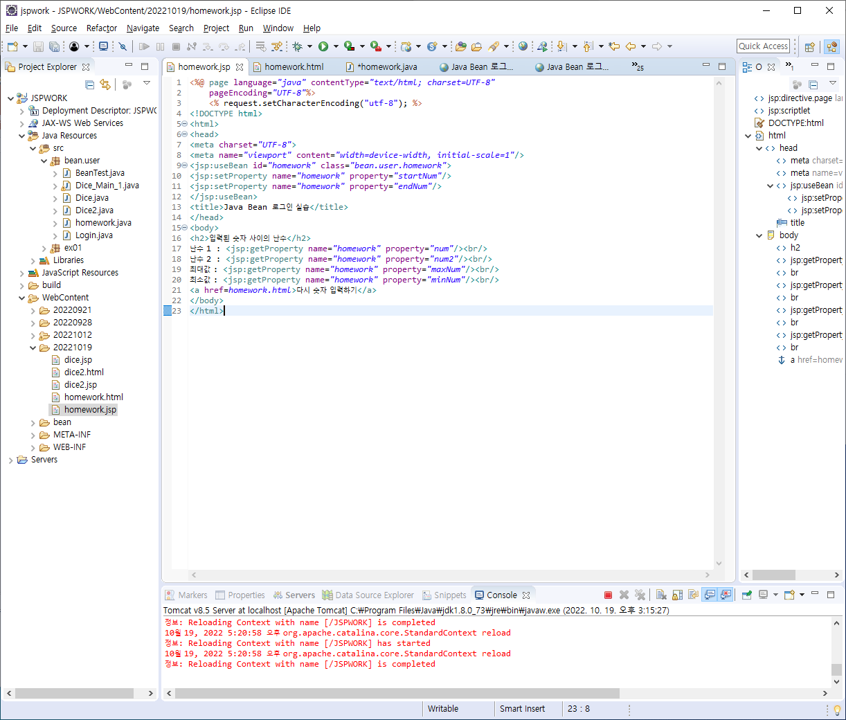 jspwork - JSPWORK/WebContent/20221019/homework.jsp - Eclipse IDE
File Edit Source Refactor Navigate Search Project Run Window Help
Quick Access
Project Explorer
homework.jsp
homework.html
*homework.java
Java Bean 로그...
Java Bean 로그...
»25
O
»1
JSPWORK
Deployment Descriptor: JSPWO
JAX-WS Web Services
Java Resources
src
bean.user
BeanTest.java
Dice_Main_1.java
Dice.java
Dice2.java
homework.java
Login.java
ex01
Libraries
JavaScript Resources
build
WebContent
20220921
20220928
20221012
20221019
dice.jsp
dice2.html
dice2.jsp
homework.html
homework.jsp
bean
META-INF
WEB-INF
Servers
1 <%@ page language="java" contentType="text/html; charset=UTF-8"
2 pageEncoding="UTF-8"%>
3 <% request.setCharacterEncoding("utf-8"); %>
4 <!DOCTYPE html>
5 <html>
6 <head>
7 <meta charset="UTF-8">
8 <meta name="viewport" content="width=device-width, initial-scale=1"/>
9 <jsp:useBean id="homework" class="bean.user.homework">
10 <jsp:setProperty name="homework" property="startNum"/>
11 <jsp:setProperty name="homework" property="endNum"/>
12 </jsp:useBean>
13 <title>Java Bean 로그인 실습</title>
14 </head>
15 <body>
16 <h2>입력된 숫자 사이의 난수</h2>
17 난수 1 : <jsp:getProperty name="homework" property="num"/><br/>
18 난수 2 : <jsp:getProperty name="homework" property="num2"/><br/>
19 최대값 : <jsp:getProperty name="homework" property="maxNum"/><br/>
20 최소값 : <jsp:getProperty name="homework" property="minNum"/><br/>
21 <a href=homework.html>다시 숫자 입력하기</a>
22 </body>
23 </html>
jsp:directive.page lan
jsp:scriptlet
DOCTYPE:html
html
head
meta charset=
meta name=v
jsp:useBean id
jsp:setProp
jsp:setProp
title
body
h2
jsp:getPropert
br
jsp:getPropert
br
jsp:getPropert
br
jsp:getPropert
br
a href=homew
Markers Properties Servers Data Source Explorer Snippets Console
Tomcat v8.5 Server at localhost [Apache Tomcat] C:₩Program Files₩Java₩jdk1.8.0_73₩jre₩bin₩javaw.exe (2022. 10. 19. 오후 3:15:27)
정보: Reloading Context with name [/JSPWORK] is completed
10월 19, 2022 5:20:58 오후 org.apache.catalina.core.StandardContext reload
정보: Reloading Context with name [/JSPWORK] has started
10월 19, 2022 5:20:58 오후 org.apache.catalina.core.StandardContext reload
정보: Reloading Context with name [/JSPWORK] is completed
Writable
Smart Insert
23 : 8